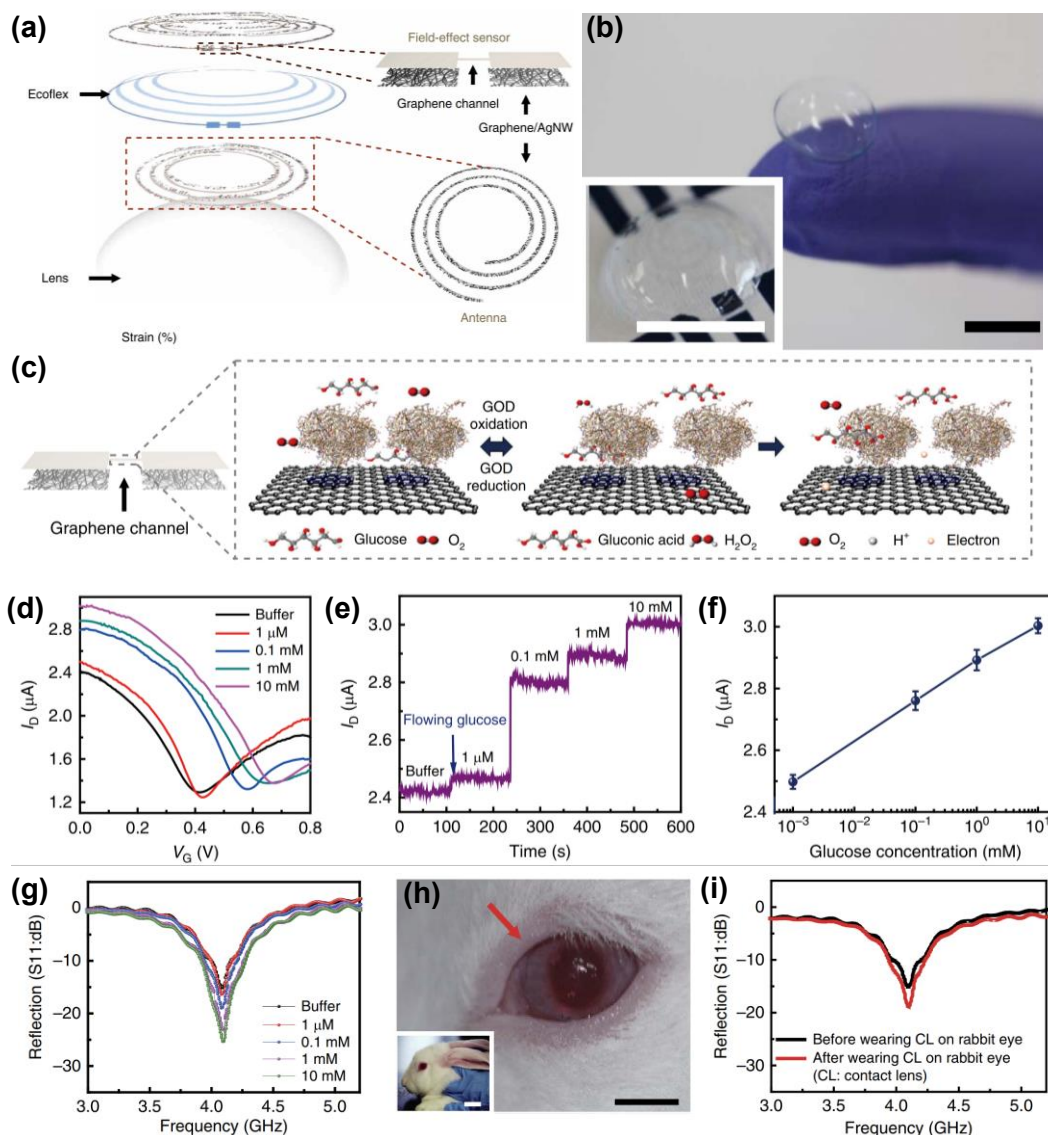 (a)
Field-effect sensor
Ecoflex
Graphene channel
Graphene/AgNW
Lens
Antenna
Strain (%)
(b)
(c)
GOD
oxidation
GOD
reduction
Graphene channel
Glucose
O₂
Gluconic acid
H₂O₂
O₂
H⁺
Electron
(d)
Buffer
1 μM
0.1 mM
1 mM
10 mM
2.8
2.4
2.0
1.6
1.2
I_D (μA)
0.0 0.2 0.4 0.6 0.8
V_G (V)
(e)
10 mM
1 mM
0.1 mM
Flowing glucose
1 μM
Buffer
3.0
2.8
2.6
2.4
I_D (μA)
0 100 200 300 400 500 600
Time (s)
(f)
3.0
2.8
2.6
2.4
I_D (μA)
10⁻³ 10⁻² 10⁻¹ 10⁰ 10¹
Glucose concentration (mM)
(g)
0
−10
−20
−30
Reflection (S11:dB)
Buffer
1 μM
0.1 mM
1 mM
10 mM
3.0 3.5 4.0 4.5 5.0
Frequency (GHz)
(h)
(i)
0
−10
−20
−30
Reflection (S11:dB)
Before wearing CL on rabbit eye
After wearing CL on rabbit eye
(CL: contact lens)
3.0 3.5 4.0 4.5 5.0
Frequency (GHz)